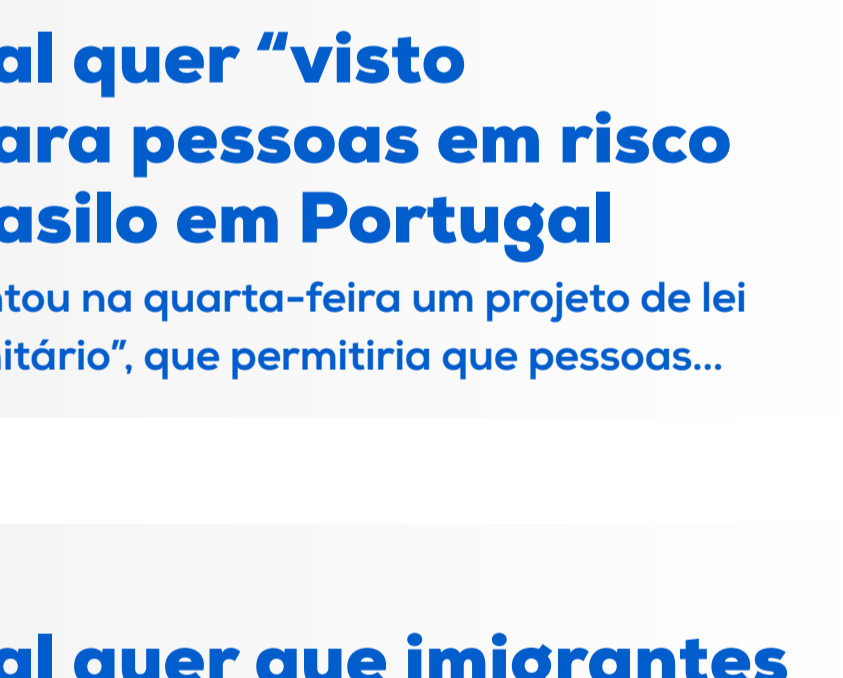 al quer “visto
ara pessoas em risco
asilo em Portugal
ntou na quarta-feira um projeto de lei
nitário”, que permitiria que pessoas...
al quer que imigrantes